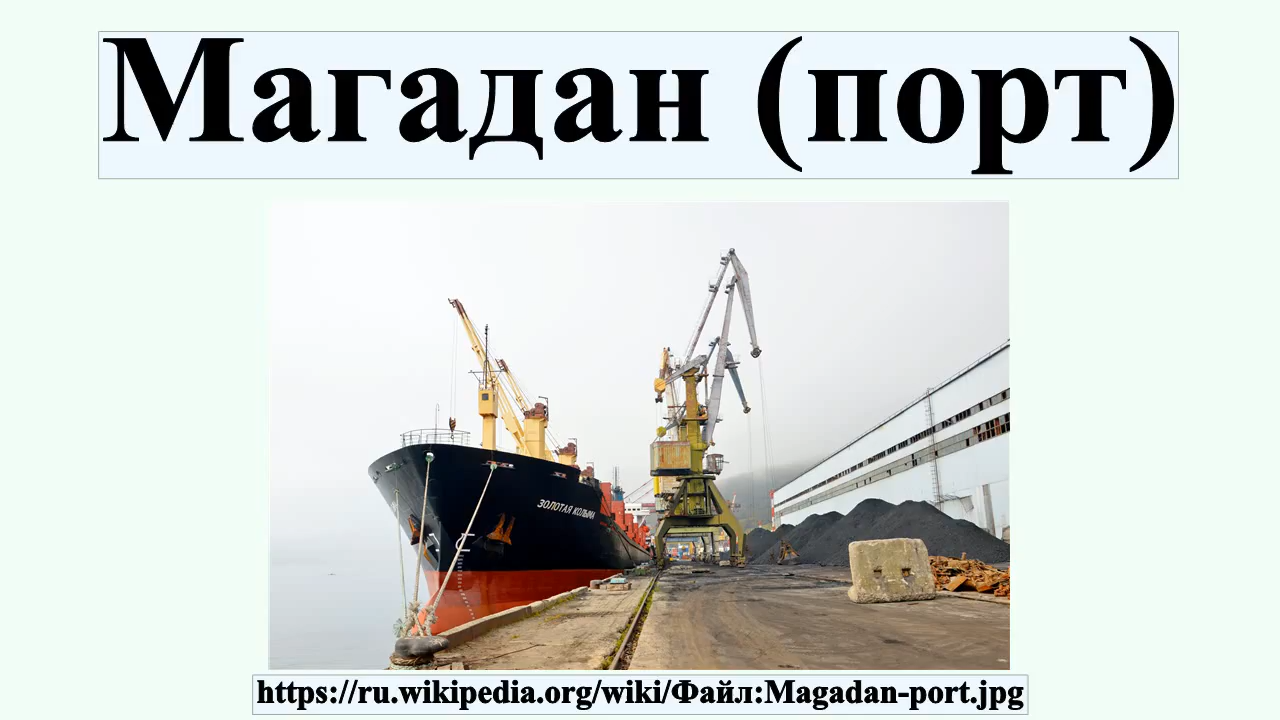 Магадан (порт)
ЗОЛОТАЯ КОЛЫМА
https://ru.wikipedia.org/wiki/Файл:Magadan-port.jpg